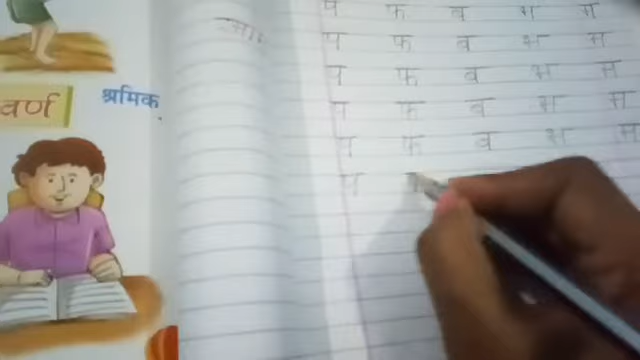 वर्ण
श्रमिक
प फ ब भ म
प फ ब भ म
प फ ब भ म
प फ ब भ म
प फ ब भ म
प